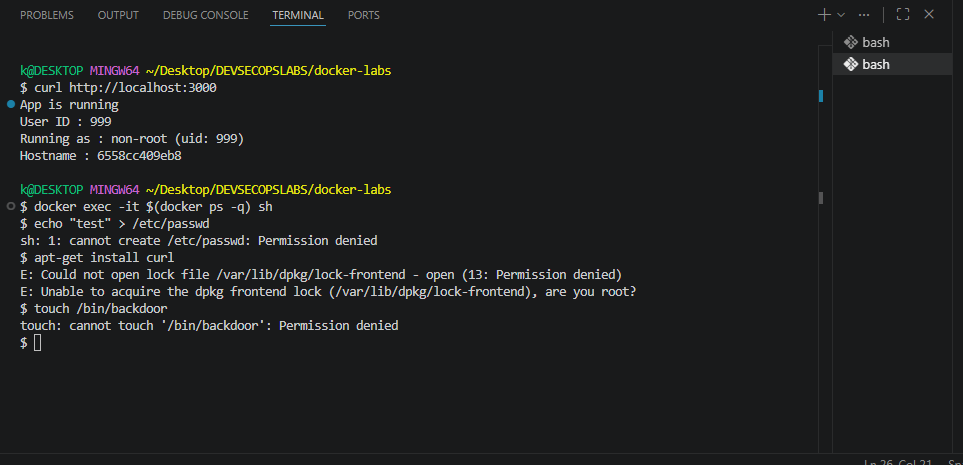 PROBLEMS OUTPUT DEBUG CONSOLE TERMINAL PORTS
bash
bash
k@DESKTOP MINGW64 ~/Desktop/DEVSECOPSLABS/docker-labs
$ curl http://localhost:3000
App is running
User ID : 999
Running as : non-root (uid: 999)
Hostname : 6558cc409eb8
k@DESKTOP MINGW64 ~/Desktop/DEVSECOPSLABS/docker-labs
$ docker exec -it $(docker ps -q) sh
$ echo "test" > /etc/passwd
sh: 1: cannot create /etc/passwd: Permission denied
$ apt-get install curl
E: Could not open lock file /var/lib/dpkg/lock-frontend - open (13: Permission denied)
E: Unable to acquire the dpkg frontend lock (/var/lib/dpkg/lock-frontend), are you root?
$ touch /bin/backdoor
touch: cannot touch '/bin/backdoor': Permission denied
$
Ln 26, Col 21